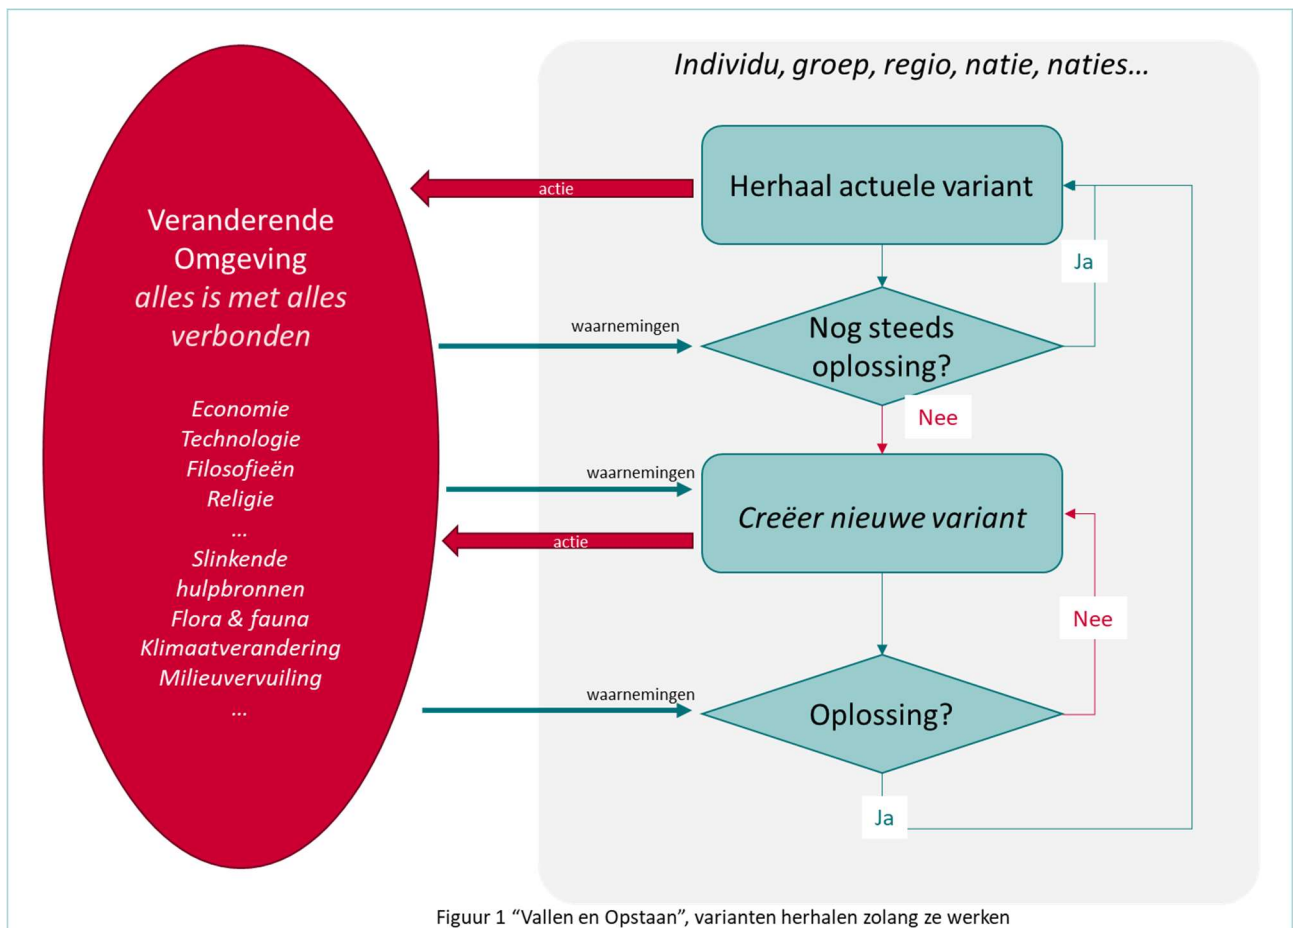 Individu, groep, regio, natie, naties...
Veranderende
Omgeving
alles is met alles
verbonden
Economie
Technologie
Filosofieën
Religie
...
Slinkende
hulpbronnen
Flora & fauna
Klimaatverandering
Milieuvervuiling
...
actie
Herhaal actuele variant
Ja
waarnemingen
Nog steeds
oplossing?
Nee
waarnemingen
Creëer nieuwe variant
actie
Nee
waarnemingen
Oplossing?
Ja
Figuur 1 “Vallen en Opstaan”, varianten herhalen zolang ze werken